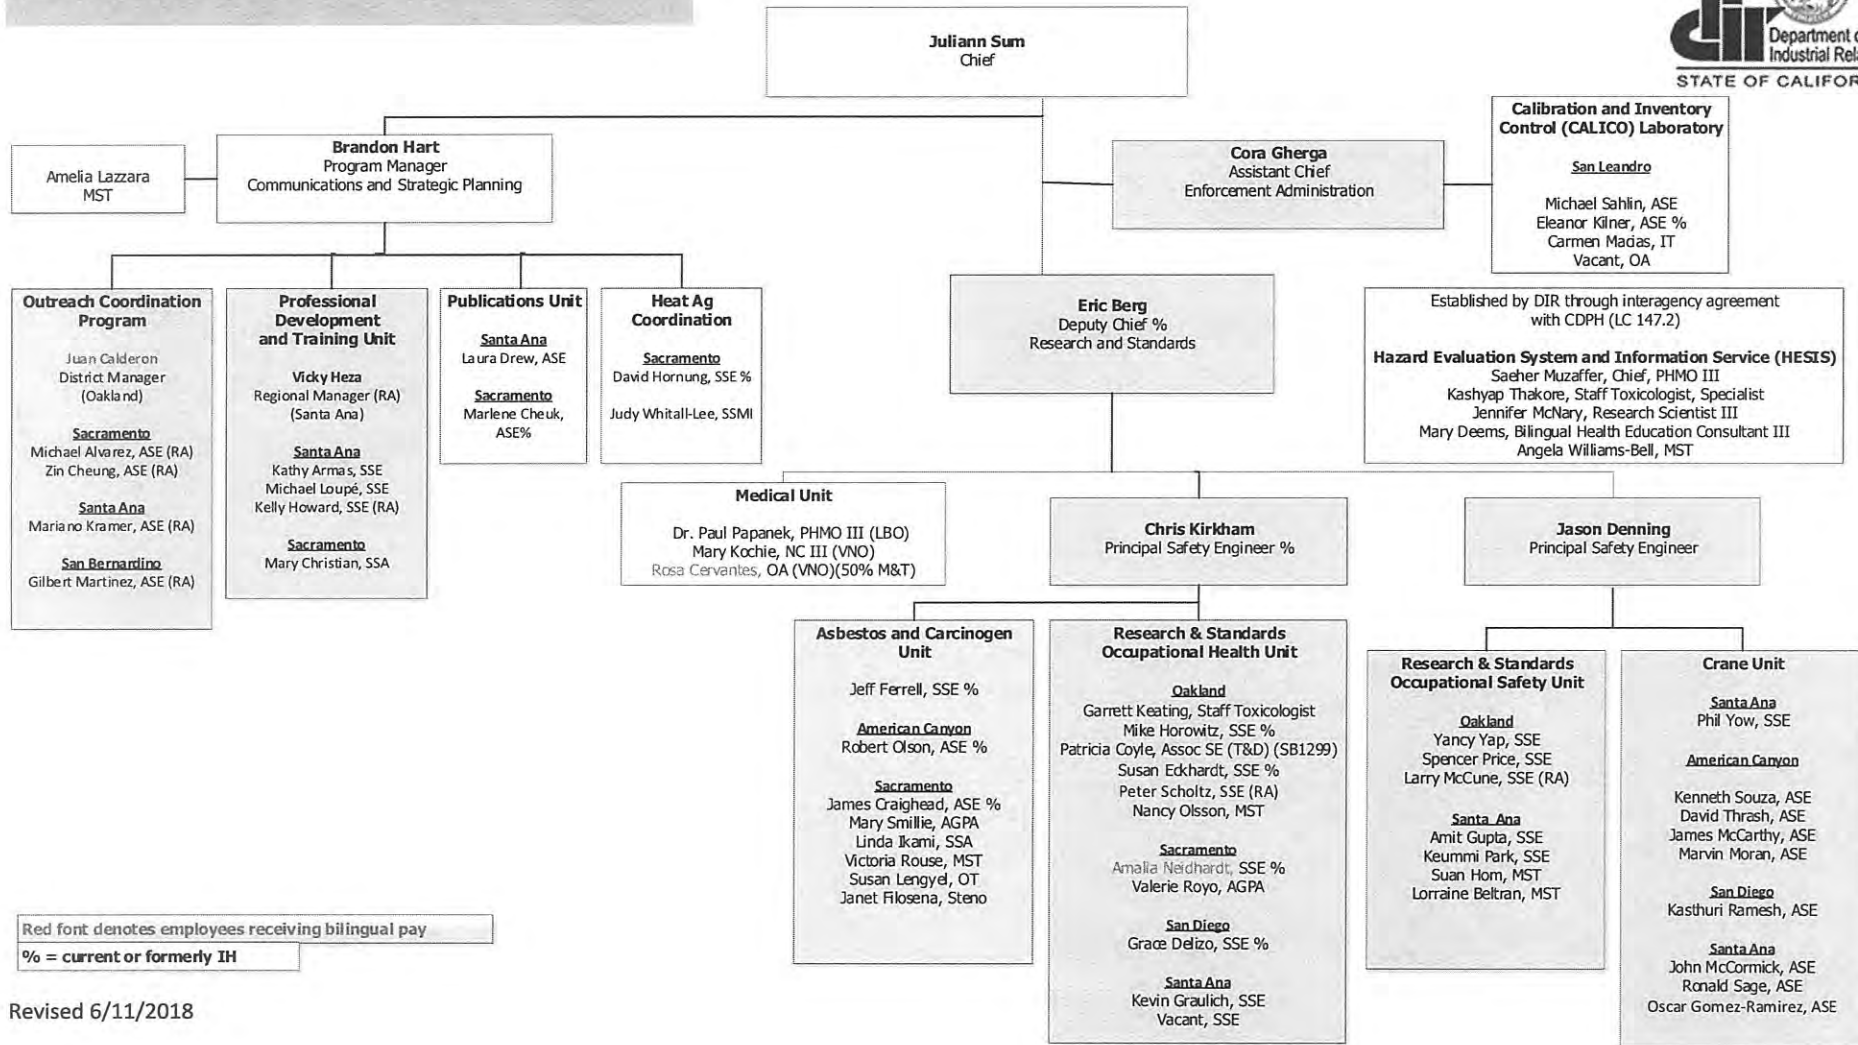 Juliann Sum
Chief
Department o
Industrial Rela
STATE OF CALIFOR
Amelia Lazzara
MST
Brandon Hart
Program Manager
Communications and Strategic Planning
Cora Gherga
Assistant Chief
Enforcement Administration
Calibration and Inventory
Control (CALICO) Laboratory
San Leandro
Michael Sahlin, ASE
Eleanor Kilner, ASE %
Carmen Macias, IT
Vacant, OA
Outreach Coordination
Program
Juan Calderon
District Manager
(Oakland)
Sacramento
Michael Alvarez, ASE (RA)
Zin Cheung, ASE (RA)
Santa Ana
Mariano Kramer, ASE (RA)
San Bernardino
Gilbert Martinez, ASE (RA)
Professional
Development
and Training Unit
Vicky Heza
Regional Manager (RA)
(Santa Ana)
Santa Ana
Kathy Armas, SSE
Michael Loupé, SSE
Kelly Howard, SSE (RA)
Sacramento
Mary Christian, SSA
Publications Unit
Santa Ana
Laura Drew, ASE
Sacramento
Marlene Cheuk,
ASE%
Heat Ag
Coordination
Sacramento
David Hornung, SSE %
Judy Whitall-Lee, SSMI
Eric Berg
Deputy Chief %
Research and Standards
Established by DIR through interagency agreement
with CDPH (LC 147.2)
Hazard Evaluation System and Information Service (HESIS)
Saeher Muzaffer, Chief, PHMO III
Kashyap Thakore, Staff Toxicologist, Specialist
Jennifer McNary, Research Scientist III
Mary Deems, Bilingual Health Education Consultant III
Angela Williams-Bell, MST
Medical Unit
Dr. Paul Papanek, PHMO III (LBO)
Mary Kochie, NC III (VNO)
Rosa Cervantes, OA (VNO)(50% M&T)
Chris Kirkham
Principal Safety Engineer %
Jason Denning
Principal Safety Engineer
Asbestos and Carcinogen
Unit
Jeff Ferrell, SSE %
American Canyon
Robert Olson, ASE %
Sacramento
James Craighead, ASE %
Mary Smillie, AGPA
Linda Ikami, SSA
Victoria Rouse, MST
Susan Lengyel, OT
Janet Filosena, Steno
Research & Standards
Occupational Health Unit
Oakland
Garrett Keating, Staff Toxicologist
Mike Horowitz, SSE %
Patricia Coyle, Assoc SE (T&D) (SB1299)
Susan Eckhardt, SSE %
Peter Scholtz, SSE (RA)
Nancy Olsson, MST
Sacramento
Amalia Neidhardt, SSE %
Valerie Royo, AGPA
San Diego
Grace Delizo, SSE %
Santa Ana
Kevin Graulich, SSE
Vacant, SSE
Research & Standards
Occupational Safety Unit
Oakland
Yancy Yap, SSE
Spencer Price, SSE
Larry McCune, SSE (RA)
Santa Ana
Amit Gupta, SSE
Keummi Park, SSE
Suan Hom, MST
Lorraine Beltran, MST
Crane Unit
Santa Ana
Phil Yow, SSE
American Canyon
Kenneth Souza, ASE
David Thrash, ASE
James McCarthy, ASE
Marvin Moran, ASE
San Diego
Kasthuri Ramesh, ASE
Santa Ana
John McCormick, ASE
Ronald Sage, ASE
Oscar Gomez-Ramirez, ASE
Red font denotes employees receiving bilingual pay
% = current or formerly IH
Revised 6/11/2018